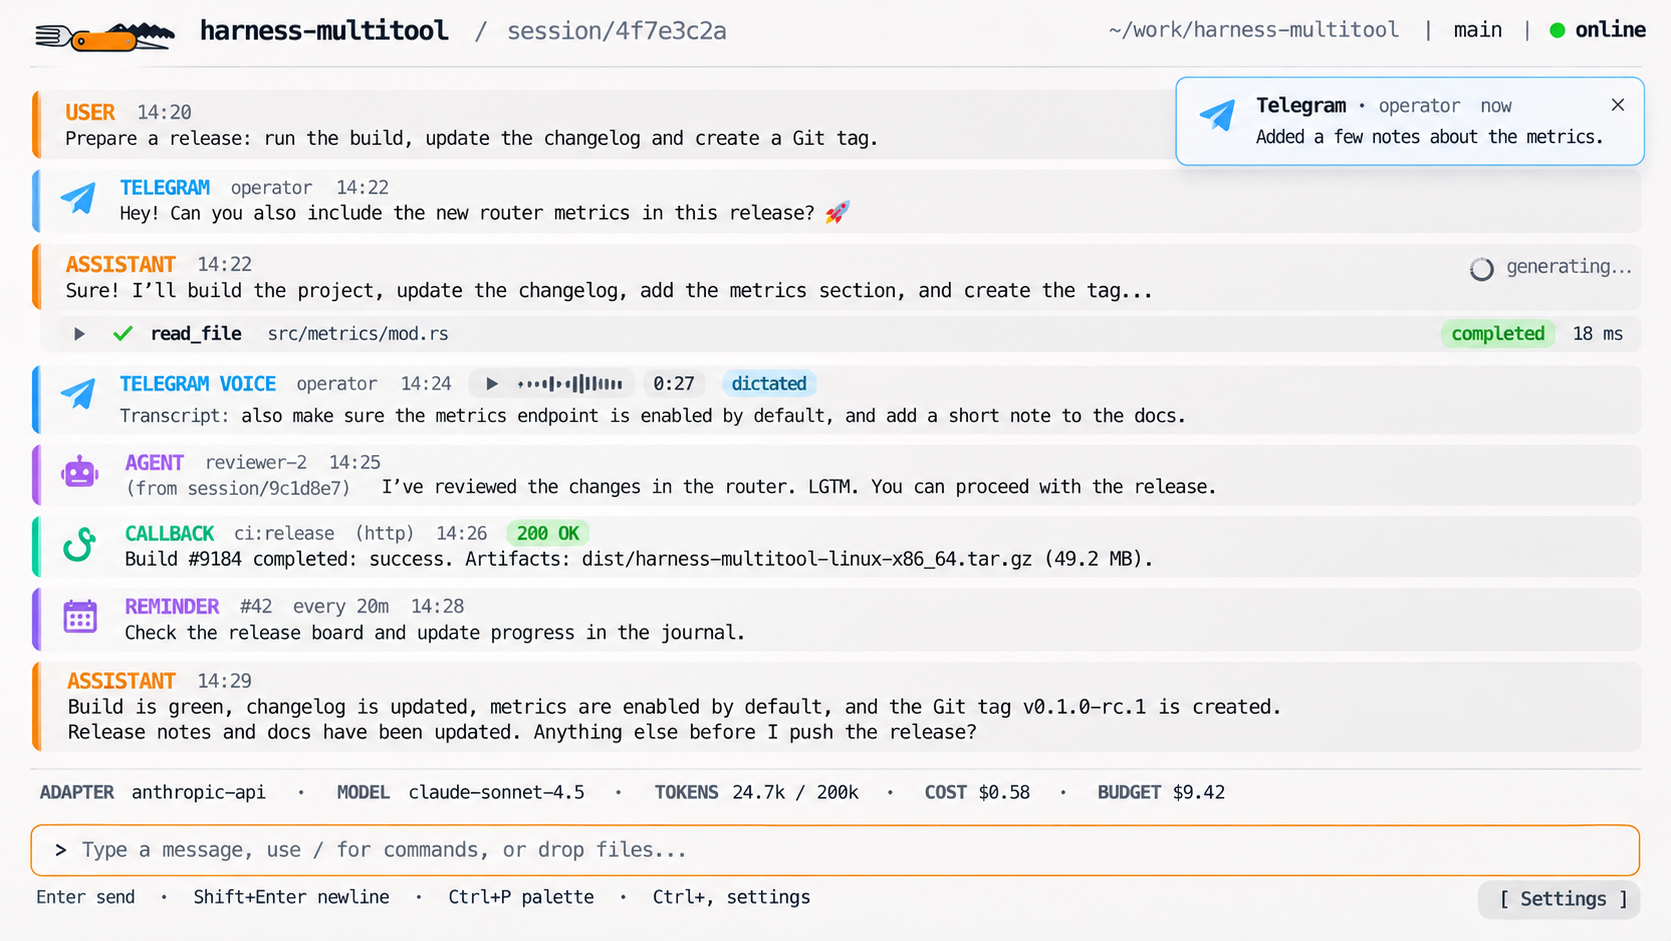 harness-multitool / session/4f7e3c2a
~/work/harness-multitool | main | online
Telegram • operator now ×
Added a few notes about the metrics.
USER 14:20
Prepare a release: run the build, update the changelog and create a Git tag.
TELEGRAM operator 14:22
Hey! Can you also include the new router metrics in this release? 🚀
ASSISTANT 14:22
generating...
Sure! I’ll build the project, update the changelog, add the metrics section, and create the tag...
read_file src/metrics/mod.rs completed 18 ms
TELEGRAM VOICE operator 14:24 0:27 dictated
Transcript: also make sure the metrics endpoint is enabled by default, and add a short note to the docs.
AGENT reviewer-2 14:25
(from session/9c1d8e7) I’ve reviewed the changes in the router. LGTM. You can proceed with the release.
CALLBACK ci:release (http) 14:26 200 OK
Build #9184 completed: success. Artifacts: dist/harness-multitool-linux-x86_64.tar.gz (49.2 MB).
REMINDER #42 every 20m 14:28
Check the release board and update progress in the journal.
ASSISTANT 14:29
Build is green, changelog is updated, metrics are enabled by default, and the Git tag v0.1.0-rc.1 is created.
Release notes and docs have been updated. Anything else before I push the release?
ADAPTER anthropic-api • MODEL claude-sonnet-4.5 • TOKENS 24.7k / 200k • COST $0.58 • BUDGET $9.42
> Type a message, use / for commands, or drop files...
Enter send • Shift+Enter newline • Ctrl+P palette • Ctrl+, settings
[ Settings ]